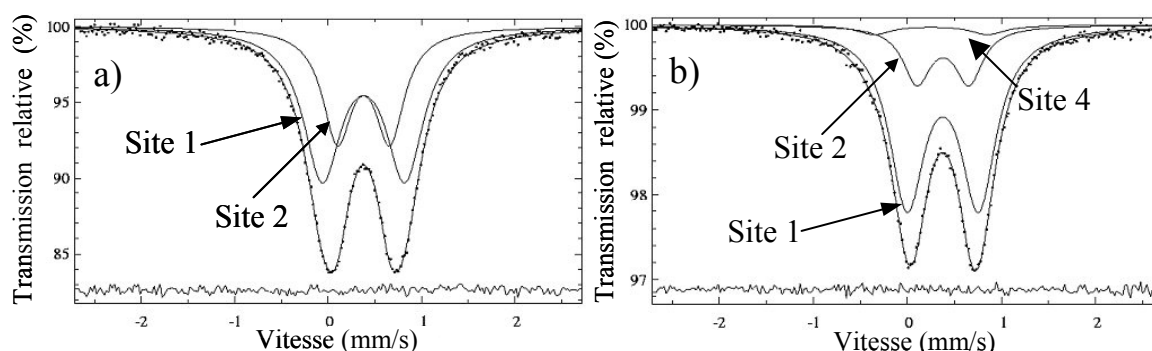 a)
Transmission relative (%)
100
95
90
85
Site 1
Site 2
-2 -1 0 1 2
Vitesse (mm/s)
b)
Transmission relative (%)
100
99
98
97
Site 2
Site 4
Site 1
-2 -1 0 1 2
Vitesse (mm/s)